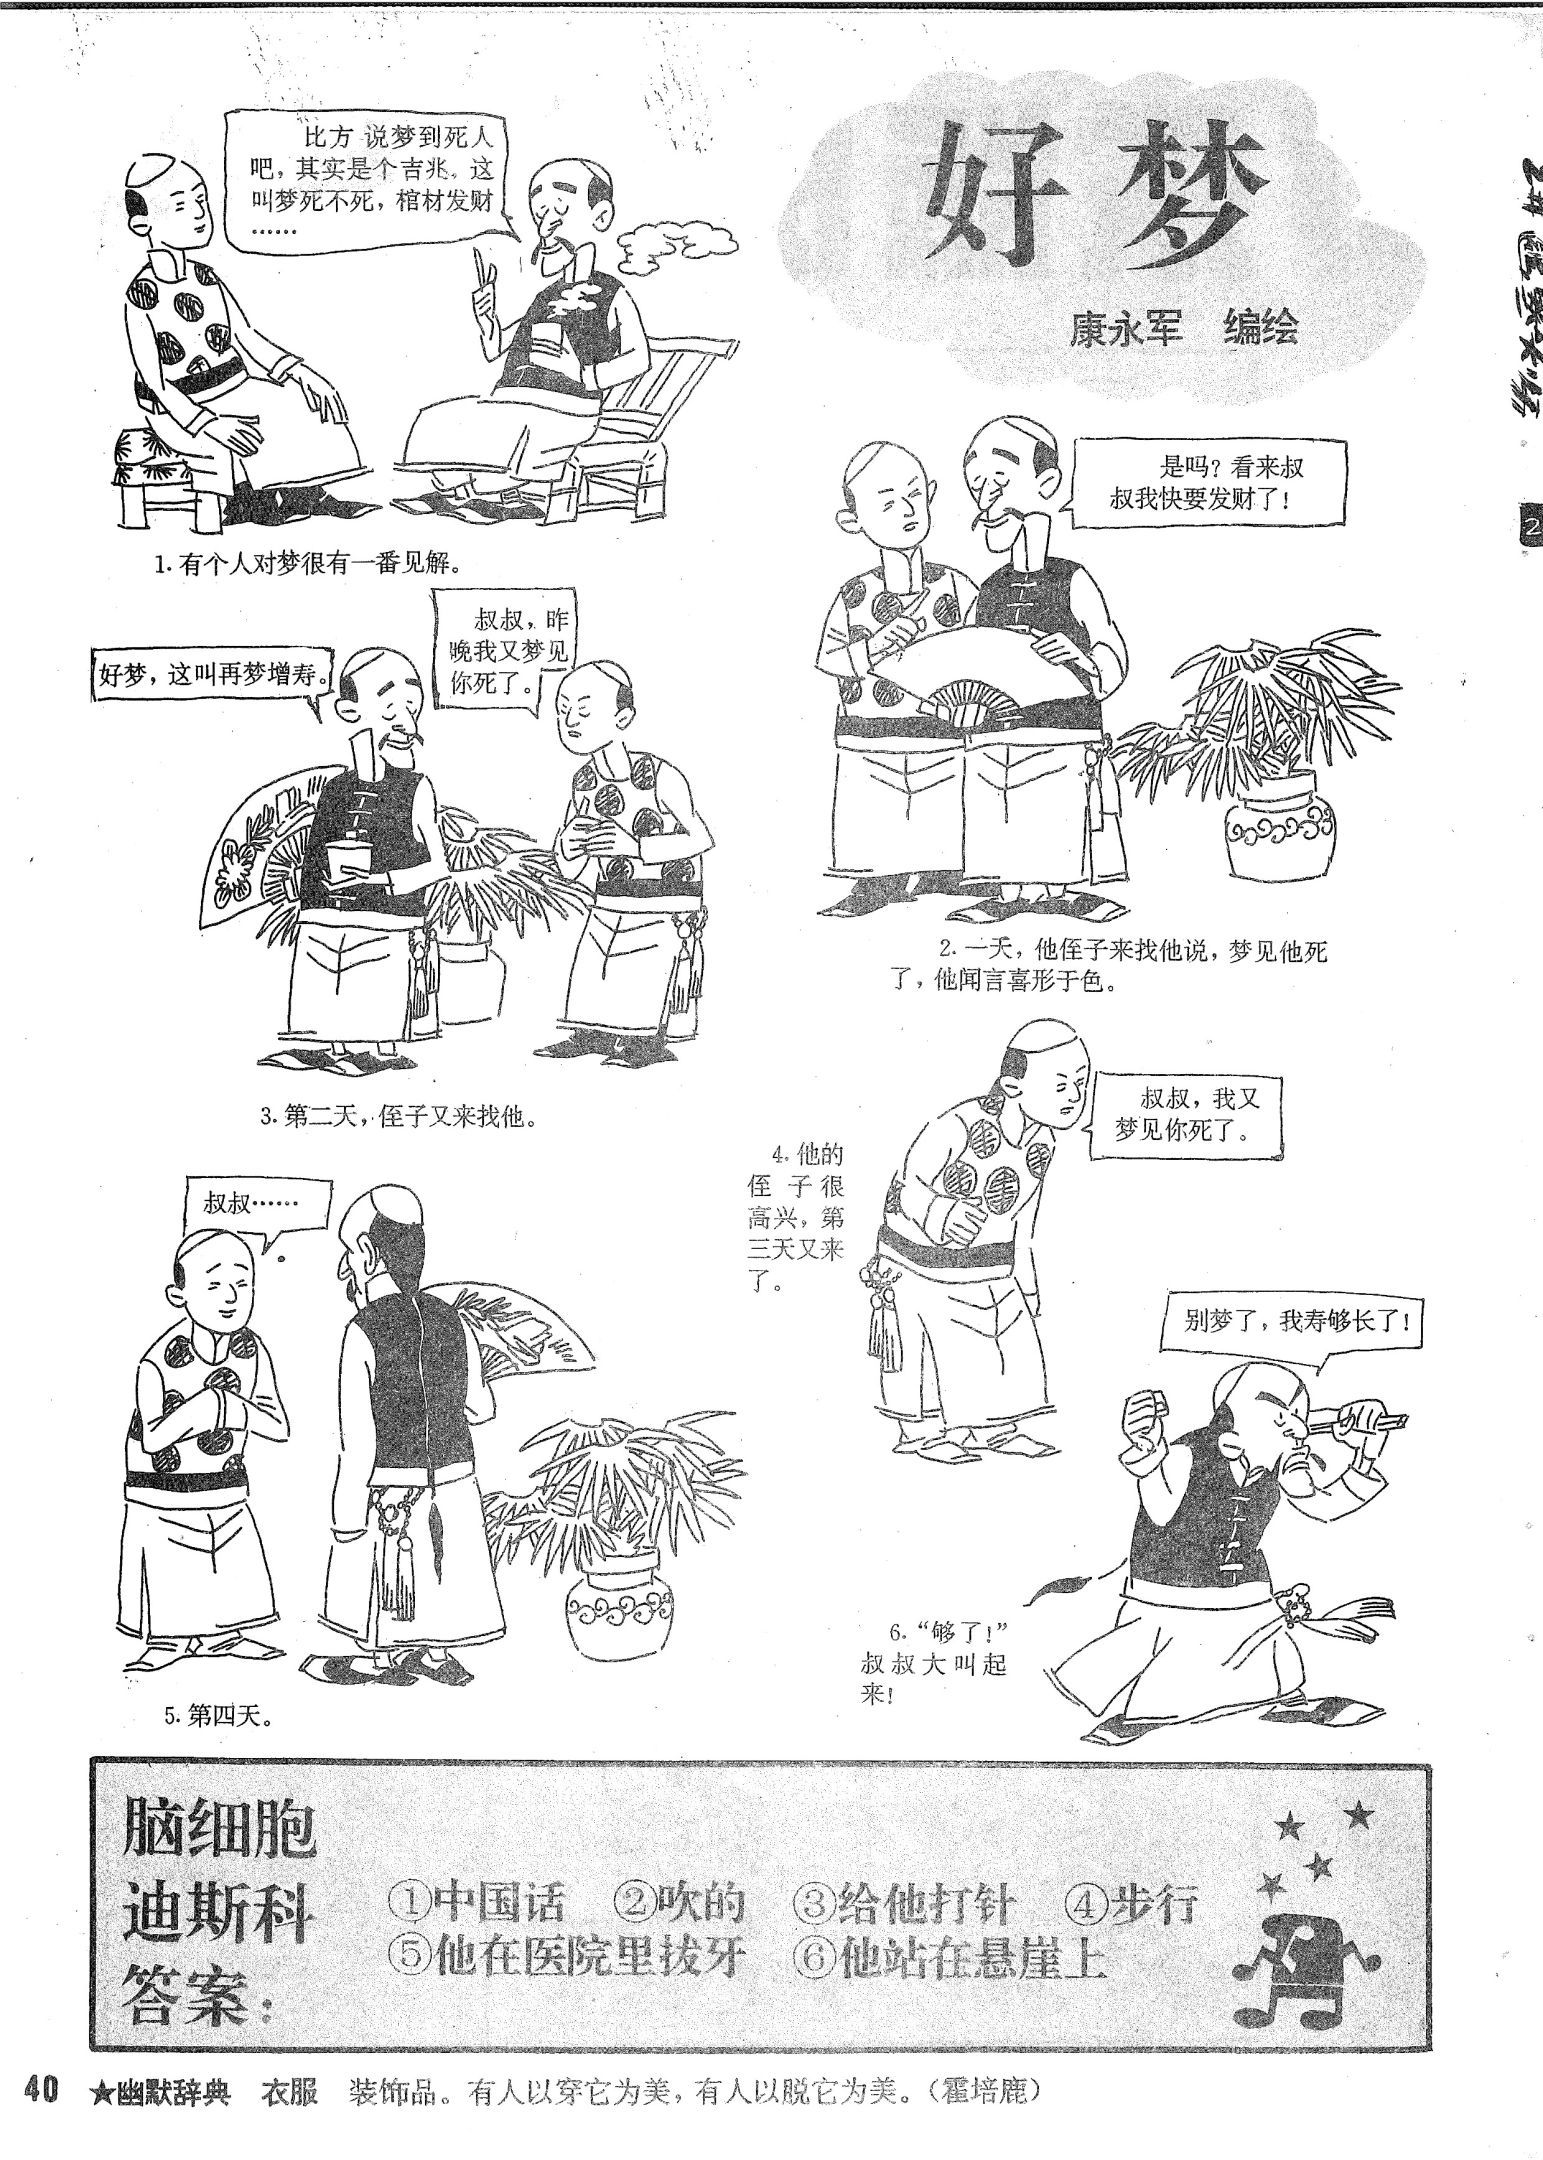 好梦
康永军 编绘
比方 说梦到死人
吧，其实是个吉兆，这
叫梦死不死，棺材发财
……
1. 有个人对梦很有一番见解。
是吗？看来叔
叔我快要发财了！
2. 一天，他侄子来找他说，梦见他死
了，他闻言喜形于色。
叔叔，昨
晚我又梦见
你死了。
好梦，这叫再梦增寿。
3. 第二天，侄子又来找他。
叔叔，我又
梦见你死了。
4. 他的
侄子很
高兴，第
三天又来
了。
叔叔……
5. 第四天。
别梦了，我寿够长了！
6. “够了！”
叔叔大叫起
来！
脑细胞
迪斯科
答案：
①中国话 ②吹的 ③给他打针 ④步行
⑤他在医院里拔牙 ⑥他站在悬崖上
40 ★幽默辞典 衣服 装饰品。有人以穿它为美，有人以脱它为美。（霍培鹿）
2